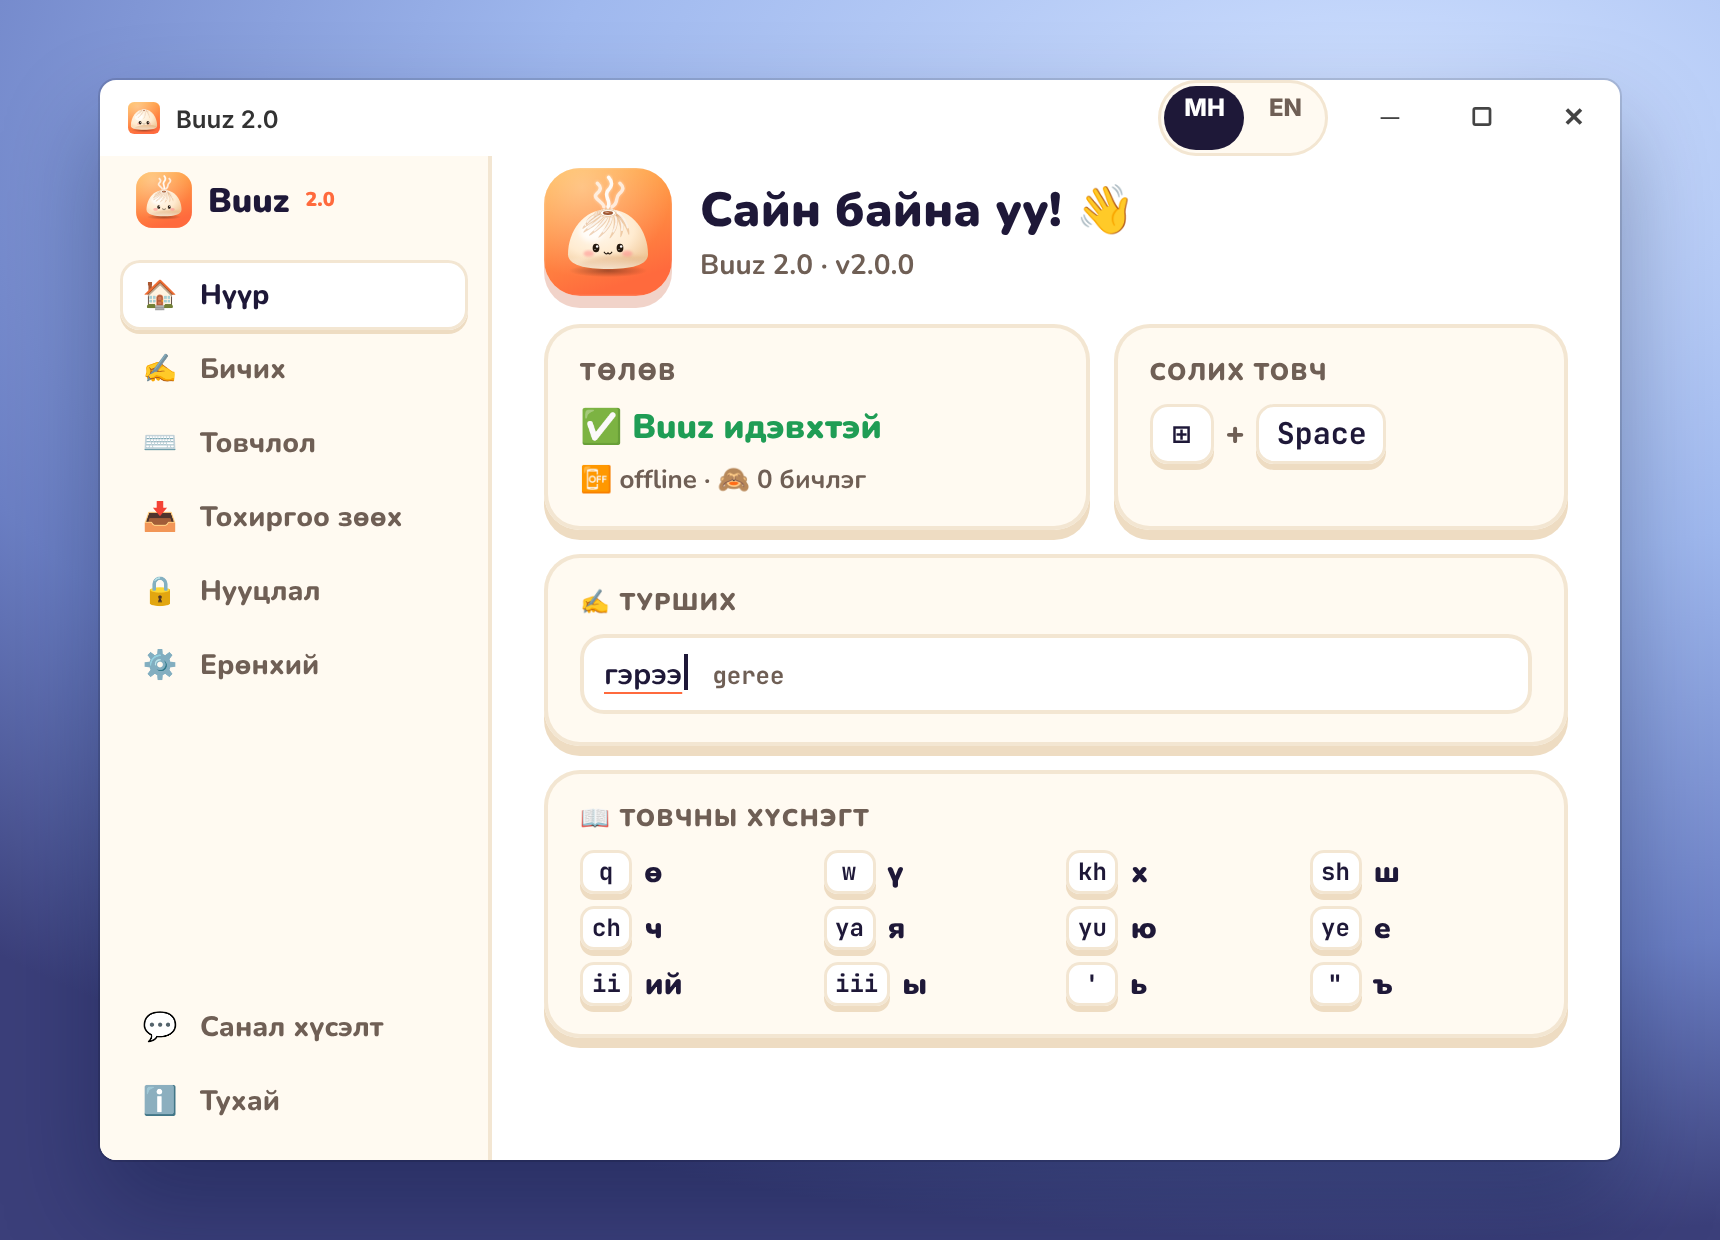 Buuz 2.0
МН EN
Buuz 2.0
Нүүр
Бичих
Товчлол
Тохиргоо зөөх
Нууцлал
Ерөнхий
Санал хүсэлт
Тухай
Сайн байна уу! 👋
Buuz 2.0 · v2.0.0
ТӨЛӨВ
✅ Buuz идэвхтэй
📴 offline · 🙈 0 бичлэг
СОЛИХ ТОВЧ
⊞ + Space
✍️ ТУРШИХ
гэрээ geree
📖 ТОВЧНЫ ХҮСНЭГТ
q ө w ү kh х sh ш
ch ч ya я yu ю ye е
ii ий iii ы ' ь " ъ